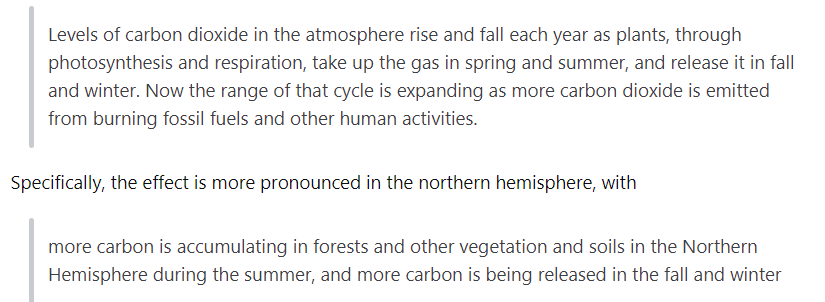 Levels of carbon dioxide in the atmosphere rise and fall each year as plants, through
photosynthesis and respiration, take up the gas in spring and summer, and release it in fall
and winter. Now the range of that cycle is expanding as more carbon dioxide is emitted
from burning fossil fuels and other human activities.
Specifically, the effect is more pronounced in the northern hemisphere, with
more carbon is accumulating in forests and other vegetation and soils in the Northern
Hemisphere during the summer, and more carbon is being released in the fall and winter